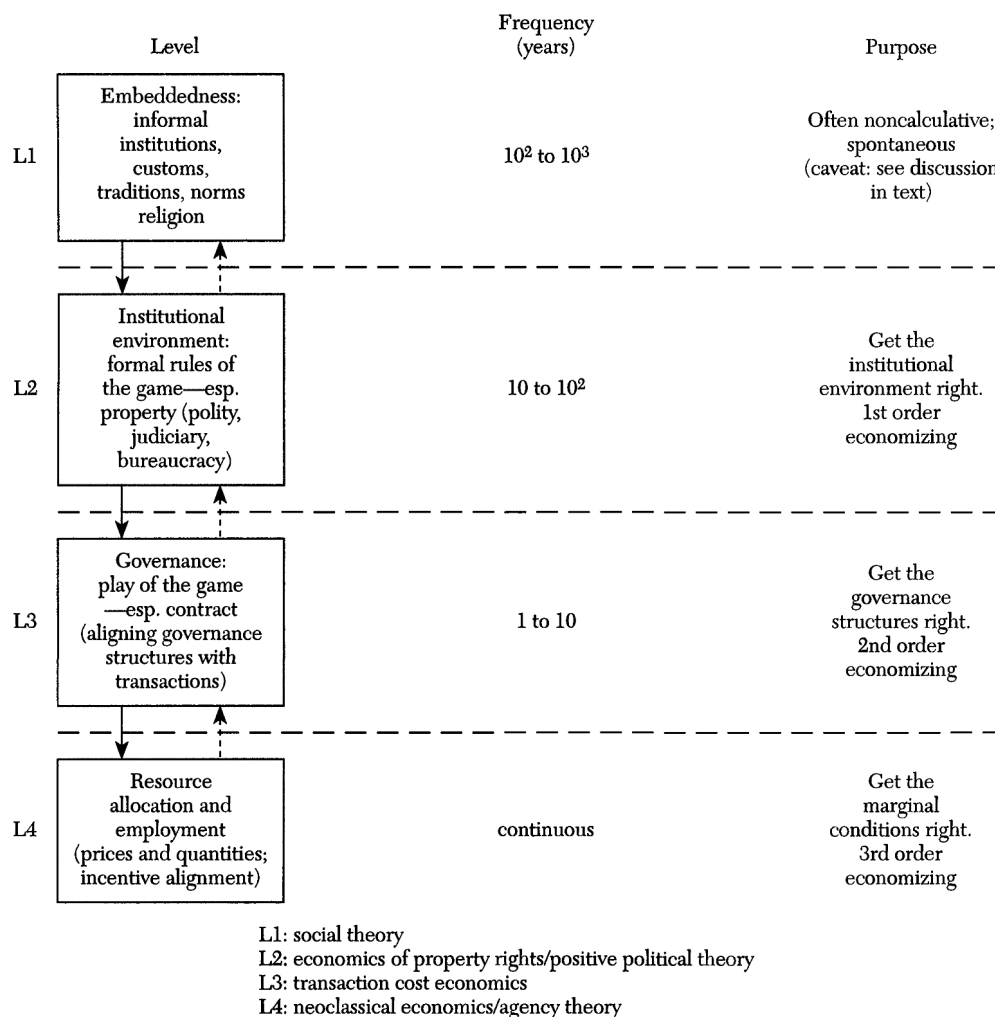 Level
Frequency
(years)
Purpose
L1
Embeddedness:
informal
institutions,
customs,
traditions, norms
religion
10² to 10³
Often noncalculative;
spontaneous
(caveat: see discussion
in text)
L2
Institutional
environment:
formal rules of
the game—esp.
property (polity,
judiciary,
bureaucracy)
10 to 10²
Get the
institutional
environment right.
1st order
economizing
L3
Governance:
play of the game
—esp. contract
(aligning governance
structures with
transactions)
1 to 10
Get the
governance
structures right.
2nd order
economizing
L4
Resource
allocation and
employment
(prices and quantities;
incentive alignment)
continuous
Get the
marginal
conditions right.
3rd order
economizing
L1: social theory
L2: economics of property rights/positive political theory
L3: transaction cost economics
L4: neoclassical economics/agency theory